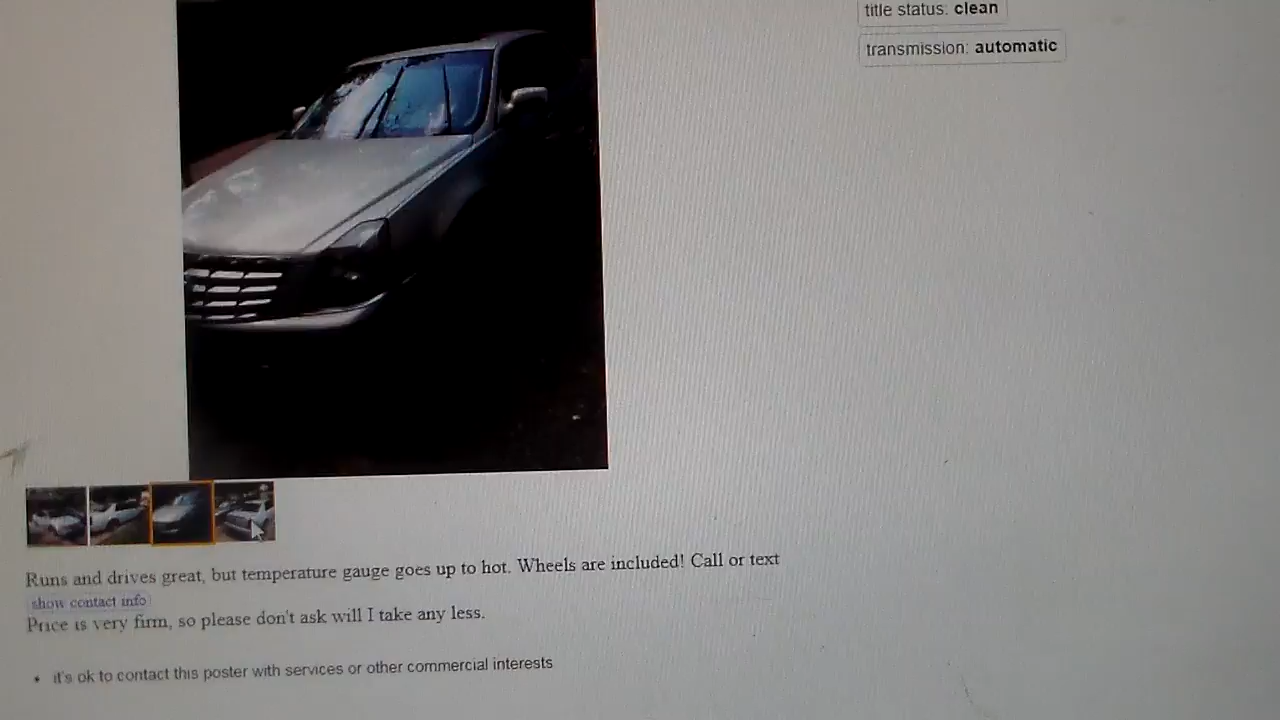 title status: clean
transmission: automatic
Runs and drives great, but temperature gauge goes up to hot. Wheels are included! Call or text
show contact info
Price is very firm, so please don't ask will I take any less.
it's ok to contact this poster with services or other commercial interests